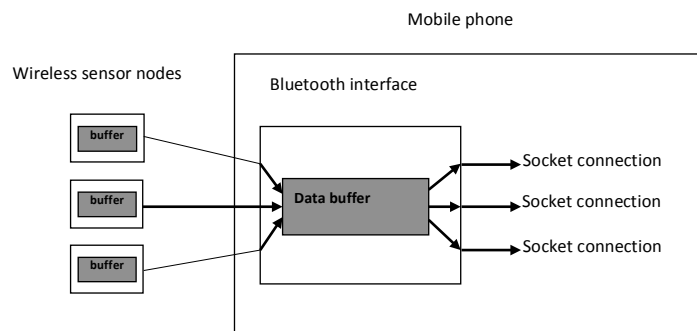 Mobile phone
Wireless sensor nodes
Bluetooth interface
buffer
buffer
buffer
Data buffer
Socket connection
Socket connection
Socket connection